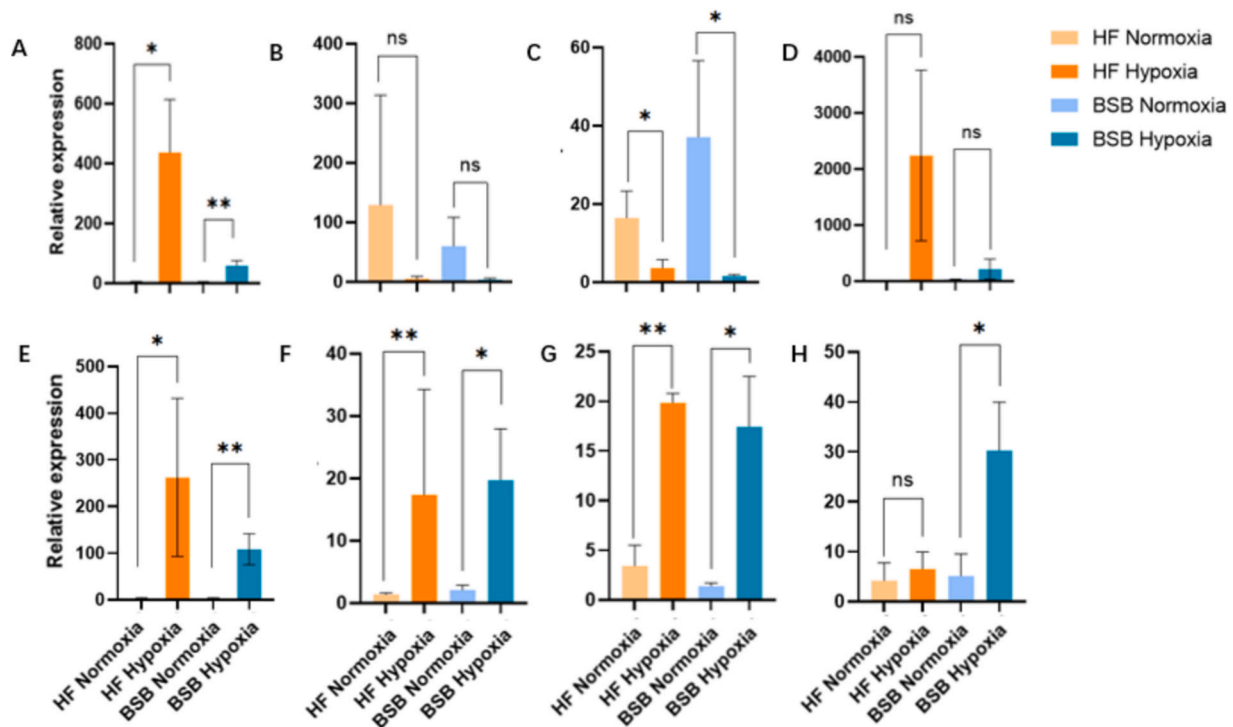 A
Relative expression
800
600
400
200
0
*
**
B
400
300
200
100
0
ns
ns
C
60
40
20
0
*
*
D
4000
3000
2000
1000
0
ns
ns
HF Normoxia
HF Hypoxia
BSB Normoxia
BSB Hypoxia
E
Relative expression
500
400
300
200
100
0
*
**
HF Normoxia
HF Hypoxia
BSB Normoxia
BSB Hypoxia
F
40
30
20
10
0
**
*
HF Normoxia
HF Hypoxia
BSB Normoxia
BSB Hypoxia
G
25
20
15
10
5
0
**
*
HF Normoxia
HF Hypoxia
BSB Normoxia
BSB Hypoxia
H
50
40
30
20
10
0
ns
*
HF Normoxia
HF Hypoxia
BSB Normoxia
BSB Hypoxia